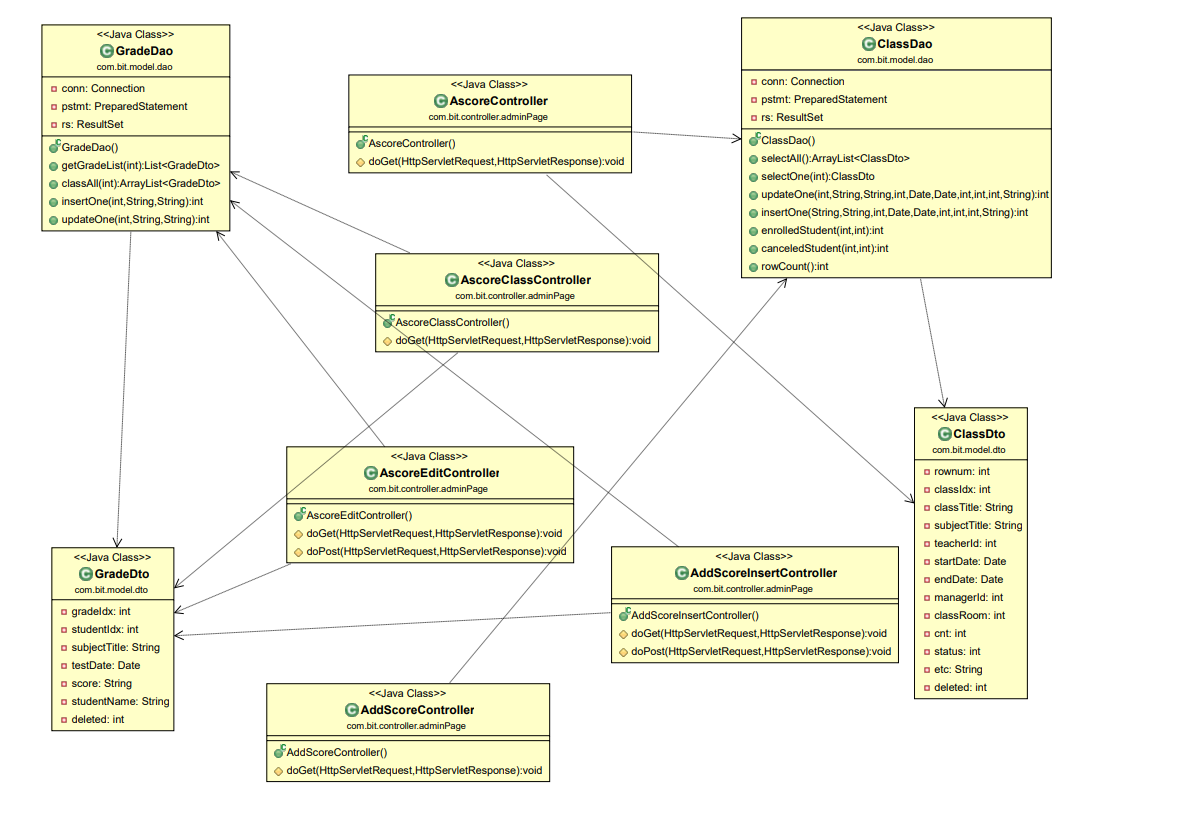 <<Java Class>>
GradeDao
com.bit.model.dao
conn: Connection
pstmt: PreparedStatement
rs: ResultSet
GradeDao()
getGradeList(int):List<GradeDto>
classAll(int):ArrayList<GradeDto>
insertOne(int,String,String):int
updateOne(int,String,String):int
<<Java Class>>
AscoreController
com.bit.controller.adminPage
AscoreController()
doGet(HttpServletRequest,HttpServletResponse):void
<<Java Class>>
ClassDao
com.bit.model.dao
conn: Connection
pstmt: PreparedStatement
rs: ResultSet
ClassDao()
selectAll():ArrayList<ClassDto>
selectOne(int):ClassDto
updateOne(int,String,String,int,Date,Date,int,int,int,String):int
insertOne(String,String,int,Date,Date,int,int,int,String):int
enrolledStudent(int,int):int
canceledStudent(int,int):int
rowCount():int
<<Java Class>>
AscoreClassController
com.bit.controller.adminPage
AscoreClassController()
doGet(HttpServletRequest,HttpServletResponse):void
<<Java Class>>
ClassDto
com.bit.model.dto
rownum: int
classIdx: int
classTitle: String
subjectTitle: String
teacherId: int
startDate: Date
endDate: Date
managerId: int
classRoom: int
cnt: int
status: int
etc: String
deleted: int
<<Java Class>>
AscoreEditController
com.bit.controller.adminPage
AscoreEditController()
doGet(HttpServletRequest,HttpServletResponse):void
doPost(HttpServletRequest,HttpServletResponse):void
<<Java Class>>
GradeDto
com.bit.model.dto
gradeIdx: int
studentIdx: int
subjectTitle: String
testDate: Date
score: String
studentName: String
deleted: int
<<Java Class>>
AddScoreInsertController
com.bit.controller.adminPage
AddScoreInsertController()
doGet(HttpServletRequest,HttpServletResponse):void
doPost(HttpServletRequest,HttpServletResponse):void
<<Java Class>>
AddScoreController
com.bit.controller.adminPage
AddScoreController()
doGet(HttpServletRequest,HttpServletResponse):void